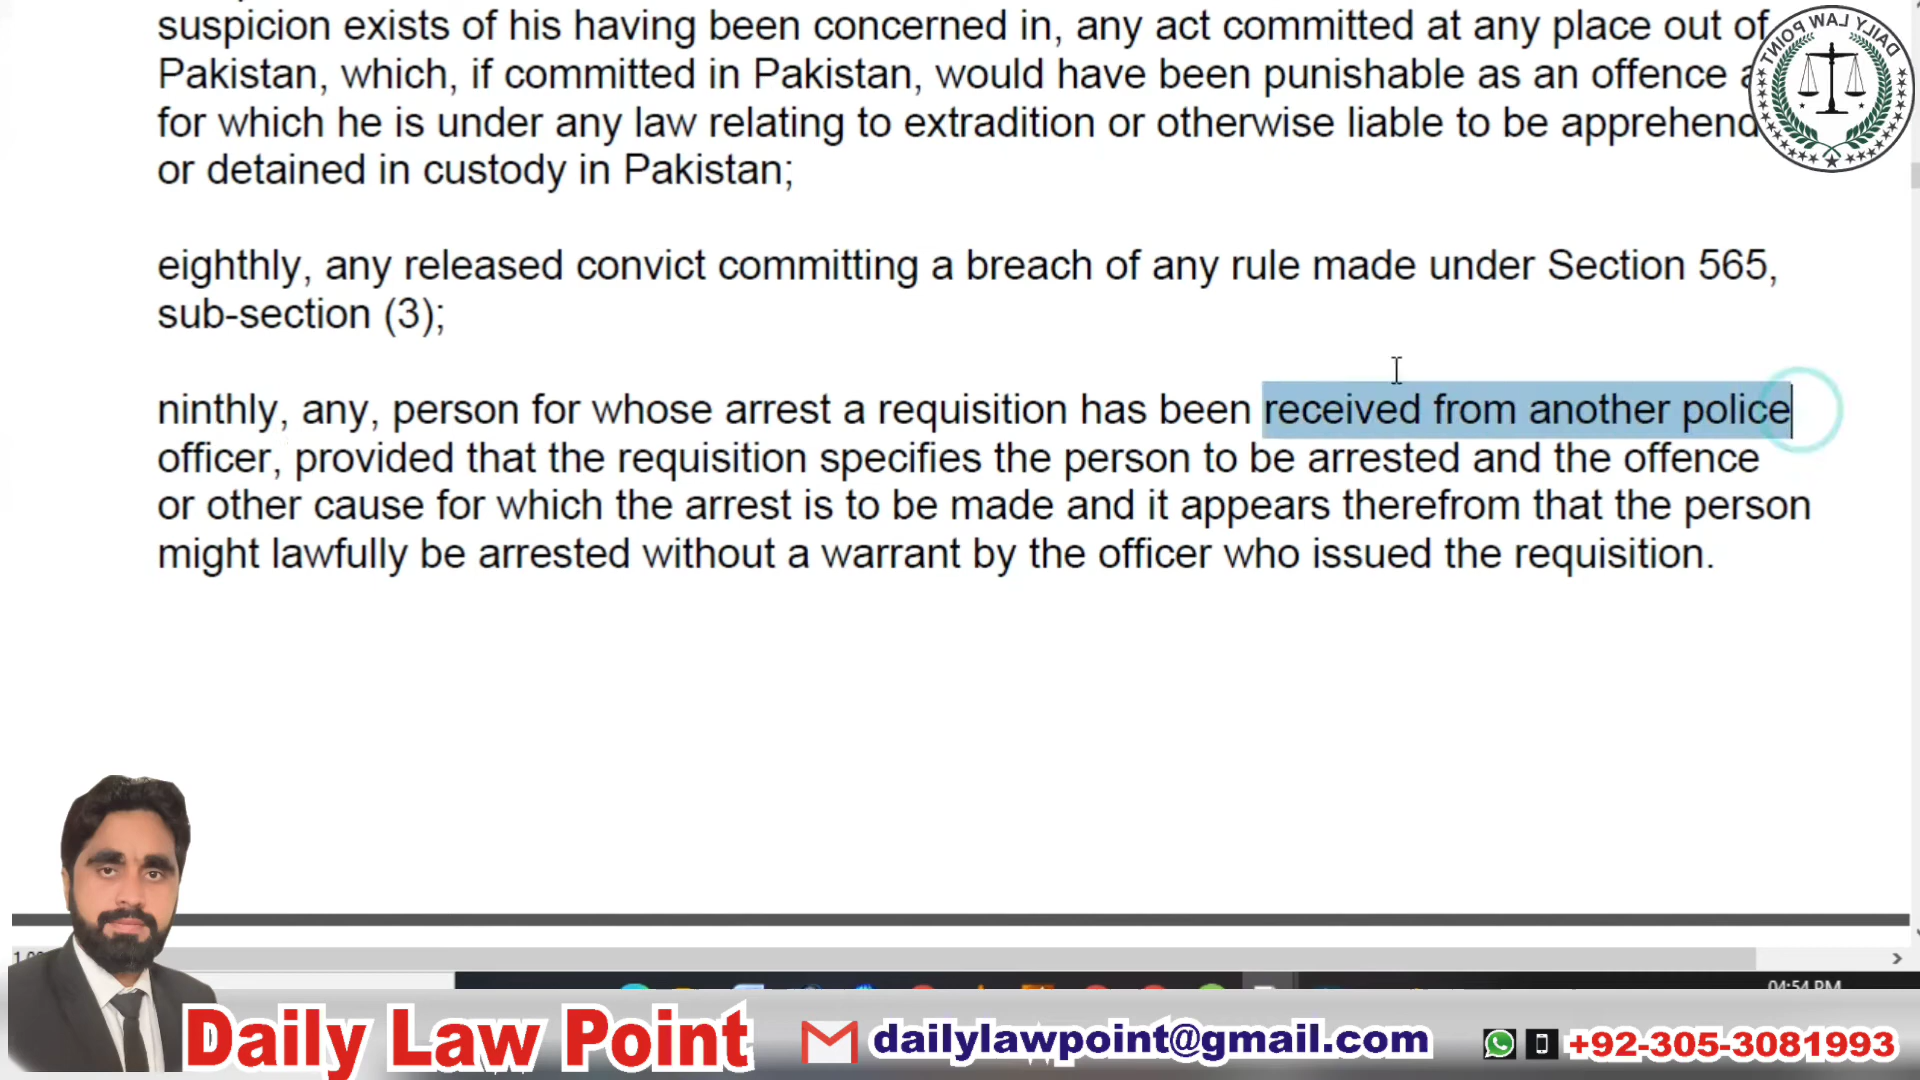 suspicion exists of his having been concerned in, any act committed at any place out of
Pakistan, which, if committed in Pakistan, would have been punishable as an offence
for which he is under any law relating to extradition or otherwise liable to be apprehend
or detained in custody in Pakistan;
eighthly, any released convict committing a breach of any rule made under Section 565,
sub-section (3);
ninthly, any, person for whose arrest a requisition has been received from another police
officer, provided that the requisition specifies the person to be arrested and the offence
or other cause for which the arrest is to be made and it appears therefrom that the person
might lawfully be arrested without a warrant by the officer who issued the requisition.
DAILY LAW POINT
04:54 PM
Daily Law Point
dailylawpoint@gmail.com
+92-305-3081993